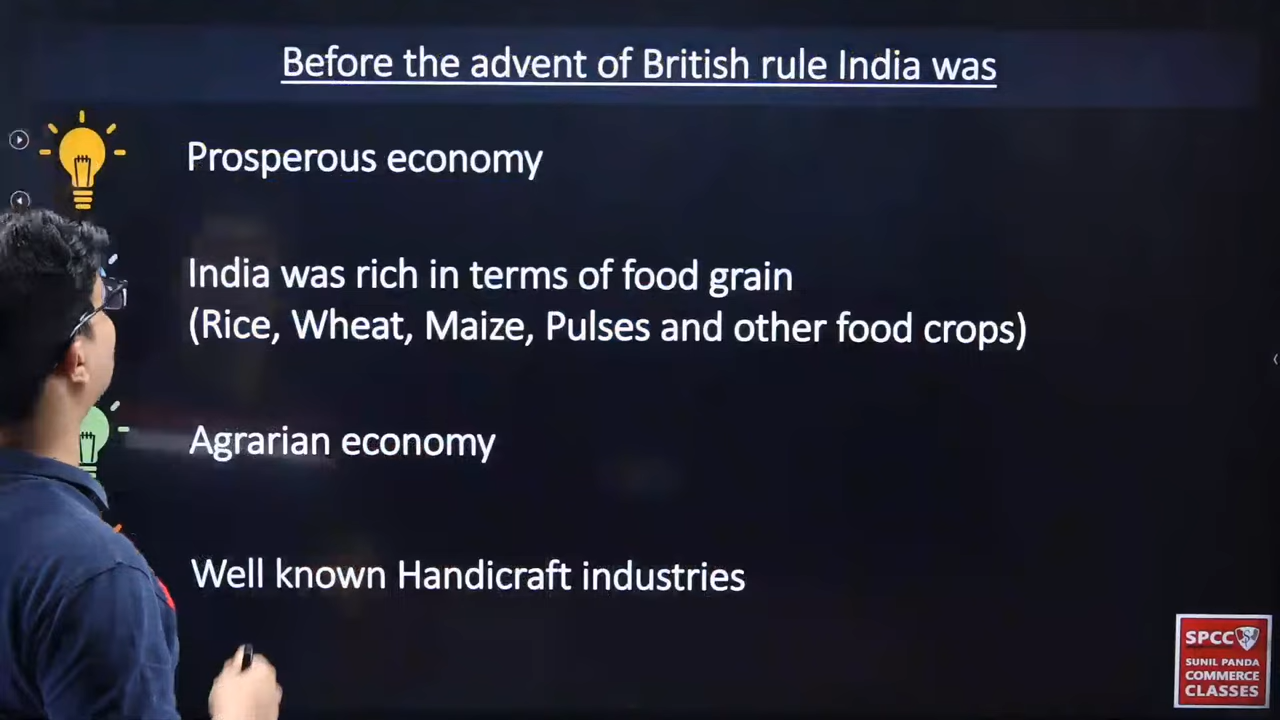 Before the advent of British rule India was
Prosperous economy
India was rich in terms of food grain
(Rice, Wheat, Maize, Pulses and other food crops)
Agrarian economy
Well known Handicraft industries
SPCC
SUNIL PANDA
COMMERCE
CLASSES